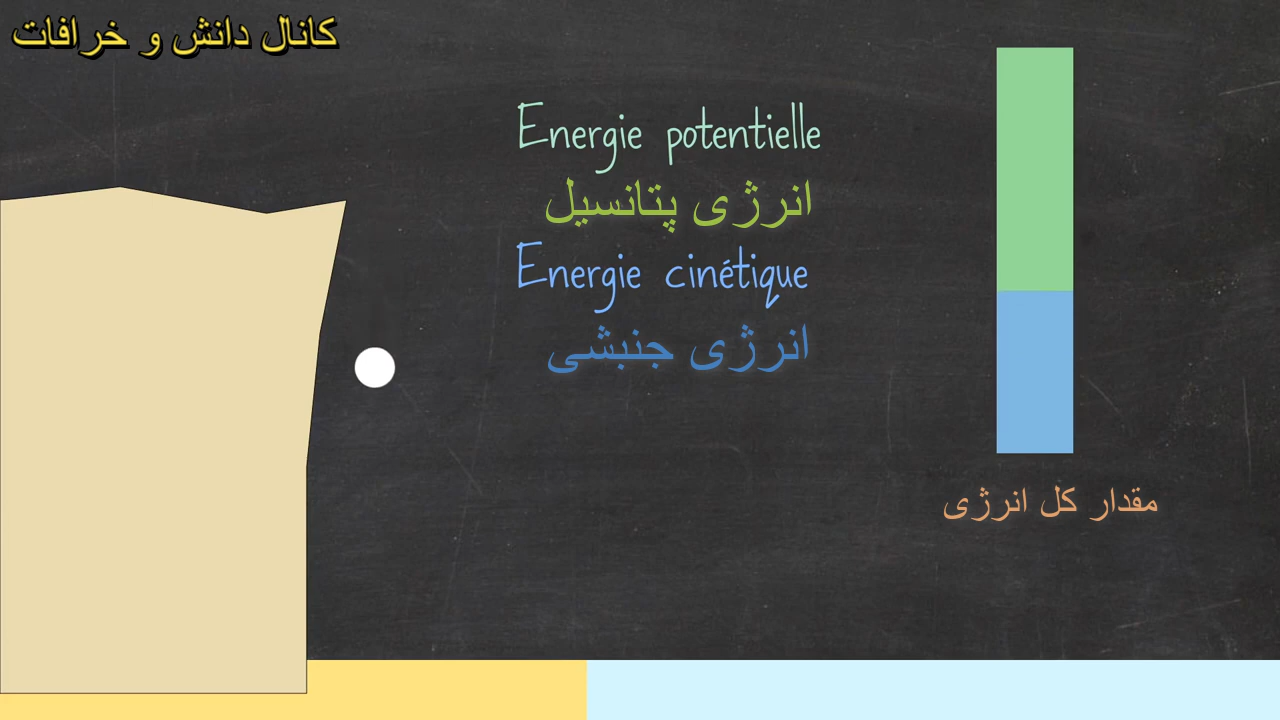 کانال دانش و خرافات
Energie potentielle
انرژی پتانسیل
Energie cinétique
انرژی جنبشی
مقدار کل انرژی